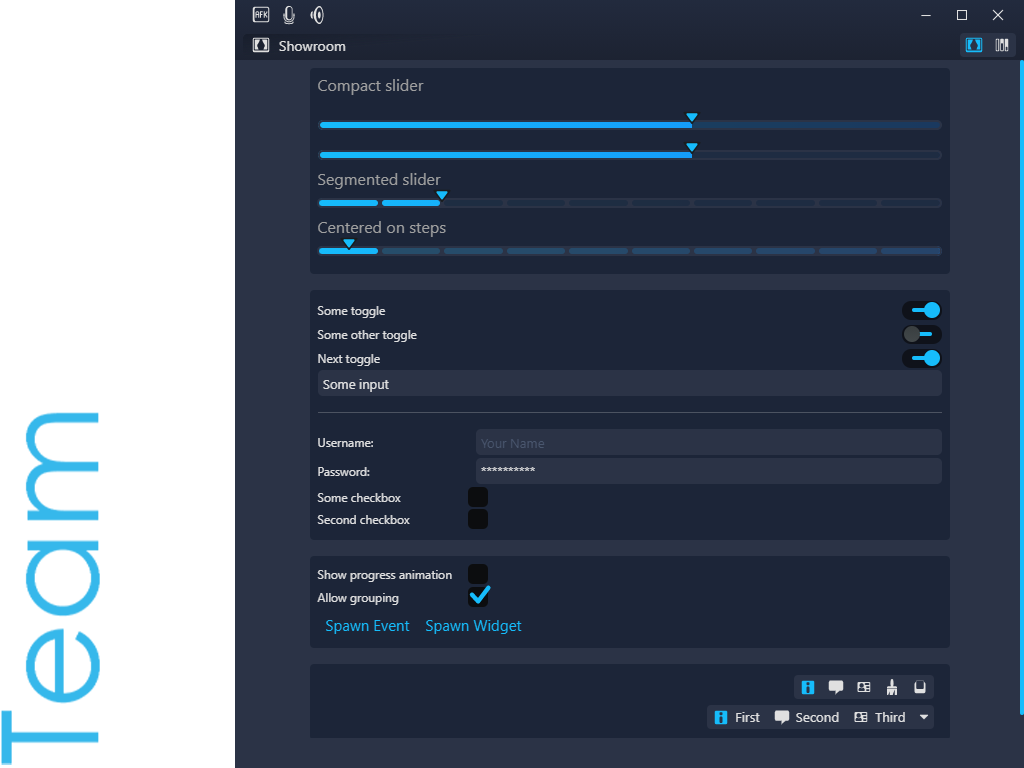 AFK
Showroom
Compact slider
Segmented slider
Centered on steps
Some toggle
Some other toggle
Next toggle
Some input
Username: Your Name
Password: **********
Some checkbox
Second checkbox
Show progress animation
Allow grouping
Spawn Event Spawn Widget
First Second Third
Team